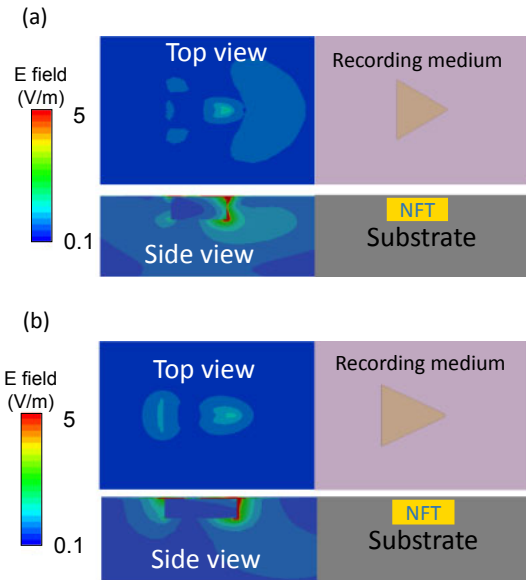 (a)
Top view
Recording medium
E field
(V/m)
5
0.1
Side view
NFT
Substrate
(b)
Top view
Recording medium
E field
(V/m)
5
0.1
Side view
NFT
Substrate